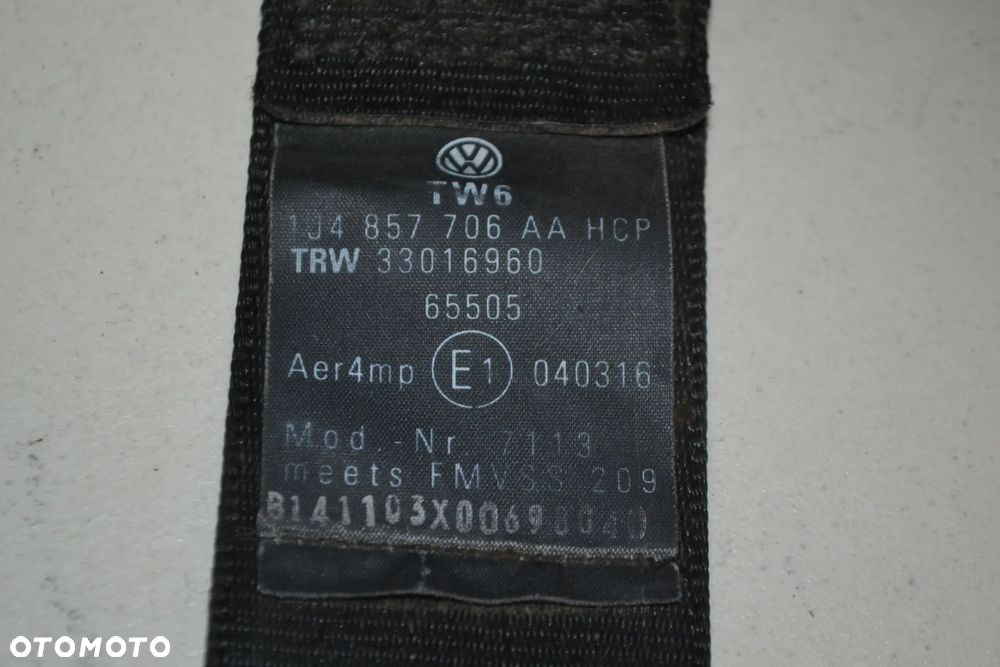 TW6
1J4 857 706 AA HCP
TRW 33016960
65505
Aer4mp E1 040316
Mod.-Nr. 7113
meets FMVSS 209
B141103X00690040
OTOMOTO